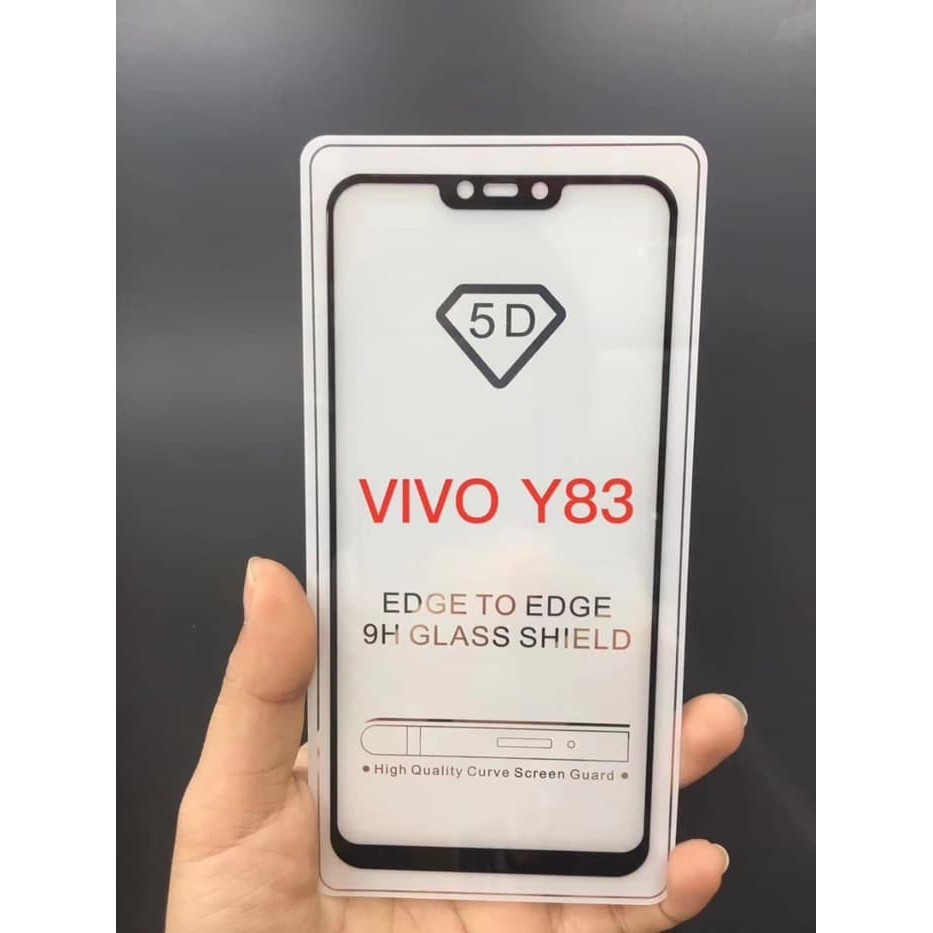 5D
VIVO Y83
EDGE TO EDGE
9H GLASS SHIELD
• High Quality Curve Screen Guard •